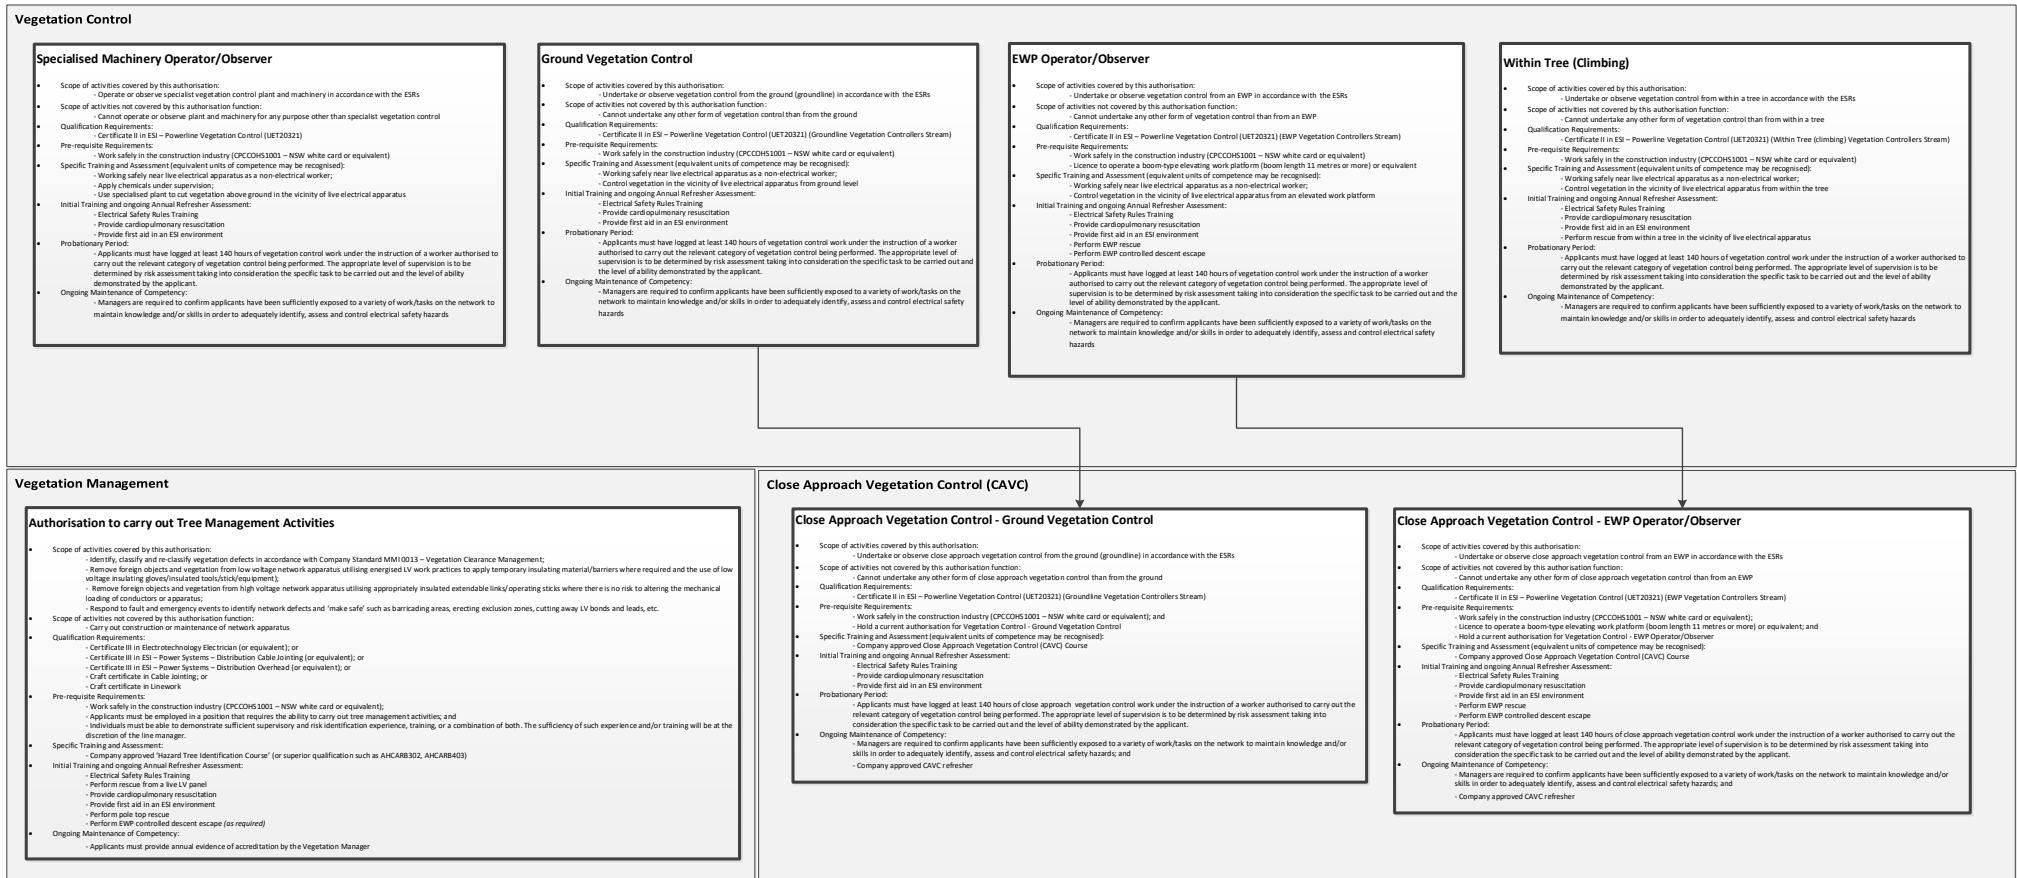 Vegetation Control
Specialised Machinery Operator/Observer
• Scope of activities covered by this authorisation:
- Operate or observe specialist vegetation control plant and machinery in accordance with the ESRs
• Scope of activities not covered by this authorisation function:
- Cannot operate or observe plant and machinery for any purpose other than specialist vegetation control
• Qualification Requirements:
- Certificate II in ESI – Powerline Vegetation Control (UET20321)
• Pre-requisite Requirements:
- Work safely in the construction industry (CPCCOHS1001 – NSW white card or equivalent)
• Specific Training and Assessment (equivalent units of competence may be recognised):
- Working safely near live electrical apparatus as a non-electrical worker;
- Apply chemicals under supervision;
- Use specialised plant to cut vegetation above ground in the vicinity of live electrical apparatus
• Initial Training and ongoing Annual Refresher Assessment:
- Electrical Safety Rules Training
- Provide cardiopulmonary resuscitation
- Provide first aid in an ESI environment
• Probationary Period:
- Applicants must have logged at least 140 hours of vegetation control work under the instruction of a worker authorised to
carry out the relevant category of vegetation control being performed. The appropriate level of supervision is to be
determined by risk assessment taking into consideration the specific task to be carried out and the level of ability
demonstrated by the applicant.
• Ongoing Maintenance of Competency:
- Managers are required to confirm applicants have been sufficiently exposed to a variety of work/tasks on the network to
maintain knowledge and/or skills in order to adequately identify, assess and control electrical safety hazards
Ground Vegetation Control
• Scope of activities covered by this authorisation:
- Undertake or observe vegetation control from the ground (groundline) in accordance with the ESRs
• Scope of activities not covered by this authorisation function:
- Cannot undertake any other form of vegetation control than from the ground
• Qualification Requirements:
- Certificate II in ESI – Powerline Vegetation Control (UET20321) (Groundline Vegetation Controllers Stream)
• Pre-requisite Requirements:
- Work safely in the construction industry (CPCCOHS1001 – NSW white card or equivalent)
• Specific Training and Assessment (equivalent units of competence may be recognised):
- Working safely near live electrical apparatus as a non-electrical worker;
- Control vegetation in the vicinity of live electrical apparatus from ground level
• Initial Training and ongoing Annual Refresher Assessment:
- Electrical Safety Rules Training
- Provide cardiopulmonary resuscitation
- Provide first aid in an ESI environment
• Probationary Period:
- Applicants must have logged at least 140 hours of vegetation control work under the instruction of a worker
authorised to carry out the relevant category of vegetation control being performed. The appropriate level of
supervision is to be determined by risk assessment taking into consideration the specific task to be carried out and
the level of ability demonstrated by the applicant.
• Ongoing Maintenance of Competency:
- Managers are required to confirm applicants have been sufficiently exposed to a variety of work/tasks on the
network to maintain knowledge and/or skills in order to adequately identify, assess and control electrical safety
hazards
EWP Operator/Observer
• Scope of activities covered by this authorisation:
- Undertake or observe vegetation control from an EWP in accordance with the ESRs
• Scope of activities not covered by this authorisation function:
- Cannot undertake any other form of vegetation control than from an EWP
• Qualification Requirements:
- Certificate II in ESI – Powerline Vegetation Control (UET20321) (EWP Vegetation Controllers Stream)
• Pre-requisite Requirements:
- Work safely in the construction industry (CPCCOHS1001 – NSW white card or equivalent)
- Licence to operate a boom-type elevating work platform (boom length 11 metres or more) or equivalent
• Specific Training and Assessment (equivalent units of competence may be recognised):
- Working safely near live electrical apparatus as a non-electrical worker;
- Control vegetation in the vicinity of live electrical apparatus from an elevated work platform
• Initial Training and ongoing Annual Refresher Assessment:
- Electrical Safety Rules Training
- Provide cardiopulmonary resuscitation
- Provide first aid in an ESI environment
- Perform EWP rescue
- Perform EWP controlled descent escape
• Probationary Period:
- Applicants must have logged at least 140 hours of vegetation control work under the instruction of a worker
authorised to carry out the relevant category of vegetation control being performed. The appropriate level of
supervision is to be determined by risk assessment taking into consideration the specific task to be carried out and the
level of ability demonstrated by the applicant.
• Ongoing Maintenance of Competency:
- Managers are required to confirm applicants have been sufficiently exposed to a variety of work/tasks on the
network to maintain knowledge and/or skills in order to adequately identify, assess and control electrical safety
hazards
Within Tree (Climbing)
• Scope of activities covered by this authorisation:
- Undertake or observe vegetation control from within a tree in accordance with the ESRs
• Scope of activities not covered by this authorisation function:
- Cannot undertake any other form of vegetation control than from within a tree
• Qualification Requirements:
- Certificate II in ESI – Powerline Vegetation Control (UET20321) (Within Tree (climbing) Vegetation Controllers Stream)
• Pre-requisite Requirements:
- Work safely in the construction industry (CPCCOHS1001 – NSW white card or equivalent)
• Specific Training and Assessment (equivalent units of competence may be recognised):
- Working safely near live electrical apparatus as a non-electrical worker;
- Control vegetation in the vicinity of live electrical apparatus from within the tree
• Initial Training and ongoing Annual Refresher Assessment:
- Electrical Safety Rules Training
- Provide cardiopulmonary resuscitation
- Provide first aid in an ESI environment
- Perform rescue from within a tree in the vicinity of live electrical apparatus
• Probationary Period:
- Applicants must have logged at least 140 hours of vegetation control work under the instruction of a worker authorised to
carry out the relevant category of vegetation control being performed. The appropriate level of supervision is to be
determined by risk assessment taking into consideration the specific task to be carried out and the level of ability
demonstrated by the applicant.
• Ongoing Maintenance of Competency:
- Managers are required to confirm applicants have been sufficiently exposed to a variety of work/tasks on the network to
maintain knowledge and/or skills in order to adequately identify, assess and control electrical safety hazards
Vegetation Management
Authorisation to carry out Tree Management Activities
• Scope of activities covered by this authorisation:
- Identify, classify and re-classify vegetation defects in accordance with Company Standard MMI 0013 – Vegetation Clearance Management;
- Remove foreign objects and vegetation from low voltage network apparatus utilising energised LV work practices to apply temporary insulating material/barriers where required and the use of low
voltage insulating gloves/insulated tools/stick/equipment);
- Remove foreign objects and vegetation from high voltage network apparatus utilising appropriately insulated extendable links/operating sticks where there is no risk to altering the mechanical
loading of conductors or apparatus;
- Respond to fault and emergency events to identify network defects and 'make safe' such as barricading areas, erecting exclusion zones, cutting away LV bonds and leads, etc.
• Scope of activities not covered by this authorisation function:
- Carry out construction or maintenance of network apparatus
• Qualification Requirements:
- Certificate III in Electrotechnology Electrician (or equivalent); or
- Certificate III in ESI – Power Systems – Distribution Cable Jointing (or equivalent); or
- Certificate III in ESI – Power Systems – Distribution Overhead (or equivalent); or
- Craft certificate in Cable Jointing; or
- Craft certificate in Linework
• Pre-requisite Requirements:
- Work safely in the construction industry (CPCCOHS1001 – NSW white card or equivalent);
- Applicants must be employed in a position that requires the ability to carry out tree management activities; and
- Individuals must be able to demonstrate sufficient supervisory and risk identification experience, training, or a combination of both. The sufficiency of such experience and/or training will be at the
discretion of the line manager.
• Specific Training and Assessment:
- Company approved 'Hazard Tree Identification Course' (or superior qualification such as AHCARB302, AHCARB403)
• Initial Training and ongoing Annual Refresher Assessment:
- Electrical Safety Rules Training
- Perform rescue from a live LV panel
- Provide cardiopulmonary resuscitation
- Provide first aid in an ESI environment
- Perform pole top rescue
- Perform EWP controlled descent escape (as required)
• Ongoing Maintenance of Competency:
- Applicants must provide annual evidence of accreditation by the Vegetation Manager
Close Approach Vegetation Control (CAVC)
Close Approach Vegetation Control - Ground Vegetation Control
• Scope of activities covered by this authorisation:
- Undertake or observe close approach vegetation control from the ground (groundline) in accordance with the ESRs
• Scope of activities not covered by this authorisation function:
- Cannot undertake any other form of close approach vegetation control than from the ground
• Qualification Requirements:
- Certificate II in ESI – Powerline Vegetation Control (UET20321) (Groundline Vegetation Controllers Stream)
• Pre-requisite Requirements:
- Work safely in the construction industry (CPCCOHS1001 – NSW white card or equivalent); and
- Hold a current authorisation for Vegetation Control - Ground Vegetation Control
• Specific Training and Assessment (equivalent units of competence may be recognised):
- Company approved Close Approach Vegetation Control (CAVC) Course
• Initial Training and ongoing Annual Refresher Assessment:
- Electrical Safety Rules Training
- Provide cardiopulmonary resuscitation
- Provide first aid in an ESI environment
• Probationary Period:
- Applicants must have logged at least 140 hours of close approach vegetation control work under the instruction of a worker authorised to carry out the
relevant category of vegetation control being performed. The appropriate level of supervision is to be determined by risk assessment taking into
consideration the specific task to be carried out and the level of ability demonstrated by the applicant.
• Ongoing Maintenance of Competency:
- Managers are required to confirm applicants have been sufficiently exposed to a variety of work/tasks on the network to maintain knowledge and/or
skills in order to adequately identify, assess and control electrical safety hazards; and
- Company approved CAVC refresher
Close Approach Vegetation Control - EWP Operator/Observer
• Scope of activities covered by this authorisation:
- Undertake or observe close approach vegetation control from an EWP in accordance with the ESRs
• Scope of activities not covered by this authorisation function:
- Cannot undertake any other form of close approach vegetation control than from an EWP
• Qualification Requirements:
- Certificate II in ESI – Powerline Vegetation Control (UET20321) (EWP Vegetation Controllers Stream)
• Pre-requisite Requirements:
- Work safely in the construction industry (CPCCOHS1001 – NSW white card or equivalent);
- Licence to operate a boom-type elevating work platform (boom length 11 metres or more) or equivalent; and
- Hold a current authorisation for Vegetation Control - EWP Operator/Observer
• Specific Training and Assessment (equivalent units of competence may be recognised):
- Company approved Close Approach Vegetation Control (CAVC) Course
• Initial Training and ongoing Annual Refresher Assessment:
- Electrical Safety Rules Training
- Provide cardiopulmonary resuscitation
- Provide first aid in an ESI environment
- Perform EWP rescue
- Perform EWP controlled descent escape
• Probationary Period:
- Applicants must have logged at least 140 hours of close approach vegetation control work under the instruction of a worker authorised to carry out the
relevant category of vegetation control being performed. The appropriate level of supervision is to be determined by risk assessment taking into
consideration the specific task to be carried out and the level of ability demonstrated by the applicant.
• Ongoing Maintenance of Competency:
- Managers are required to confirm applicants have been sufficiently exposed to a variety of work/tasks on the network to maintain knowledge and/or
skills in order to adequately identify, assess and control electrical safety hazards; and
- Company approved CAVC refresher